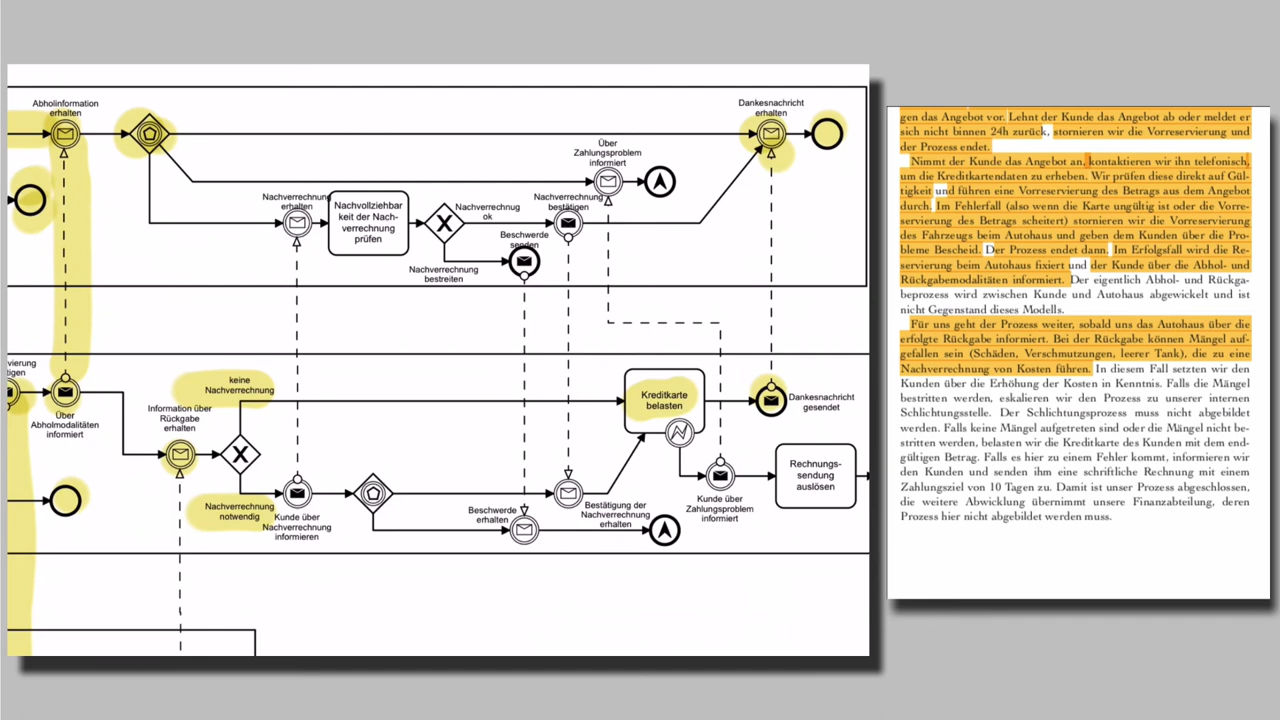 Abholinformation
erhalten
Dankesnachricht
erhalten
Über
Zahlungsproblem
informiert
Nachverrechnung
erhalten
Nachvollziehbar
keit der Nach-
verrechnung
prüfen
X
Nachverrechnug
ok
Nachverrechnung
bestätigen
Beschwerde
senden
Nachverrechnung
bestreiten
vierung
tigen
Über
Abholmodalitäten
informiert
Information über
Rückgabe
erhalten
keine
Nachverrechnung
X
Nachverrechnung
notwendig
Kunde über
Nachverrechnung
informieren
Beschwerde
erhalten
Bestätigung der
Nachverrechnung
erhalten
Kreditkarte
belasten
Dankesnachricht
gesendet
Kunde über
Zahlungsproblem
informiert
Rechnungs-
sendung
auslösen
gen das Angebot vor. Lehnt der Kunde das Angebot ab oder meldet er
sich nicht binnen 24h zurück, stornieren wir die Vorreservierung und
der Prozess endet.
Nimmt der Kunde das Angebot an, kontaktieren wir ihn telefonisch,
um die Kreditkartendaten zu erheben. Wir prüfen diese direkt auf Gül-
tigkeit und führen eine Vorreservierung des Betrags aus dem Angebot
durch. Im Fehlerfall (also wenn die Karte ungültig ist oder die Vorre-
servierung des Betrags scheitert) stornieren wir die Vorreservierung
des Fahrzeugs beim Autohaus und geben dem Kunden über die Pro-
bleme Bescheid. Der Prozess endet dann. Im Erfolgsfall wird die Re-
servierung beim Autohaus fixiert und der Kunde über die Abhol- und
Rückgabemodalitäten informiert. Der eigentlich Abhol- und Rückga-
beprozess wird zwischen Kunde und Autohaus abgewickelt und ist
nicht Gegenstand dieses Modells.
Für uns geht der Prozess weiter, sobald uns das Autohaus über die
erfolgte Rückgabe informiert. Bei der Rückgabe können Mängel auf-
gefallen sein (Schäden, Verschmutzungen, leerer Tank), die zu eine
Nachverrechnung von Kosten führen. In diesem Fall setzten wir den
Kunden über die Erhöhung der Kosten in Kenntnis. Falls die Mängel
bestritten werden, eskalieren wir den Prozess zu unserer internen
Schlichtungsstelle. Der Schlichtungsprozess muss nicht abgebildet
werden. Falls keine Mängel aufgetreten sind oder die Mängel nicht be-
stritten werden, belasten wir die Kreditkarte des Kunden mit dem end-
gültigen Betrag. Falls es hier zu einem Fehler kommt, informieren wir
den Kunden und senden ihm eine schriftliche Rechnung mit einem
Zahlungsziel von 10 Tagen zu. Damit ist unser Prozess abgeschlossen,
die weitere Abwicklung übernimmt unsere Finanzabteilung, deren
Prozess hier nicht abgebildet werden muss.